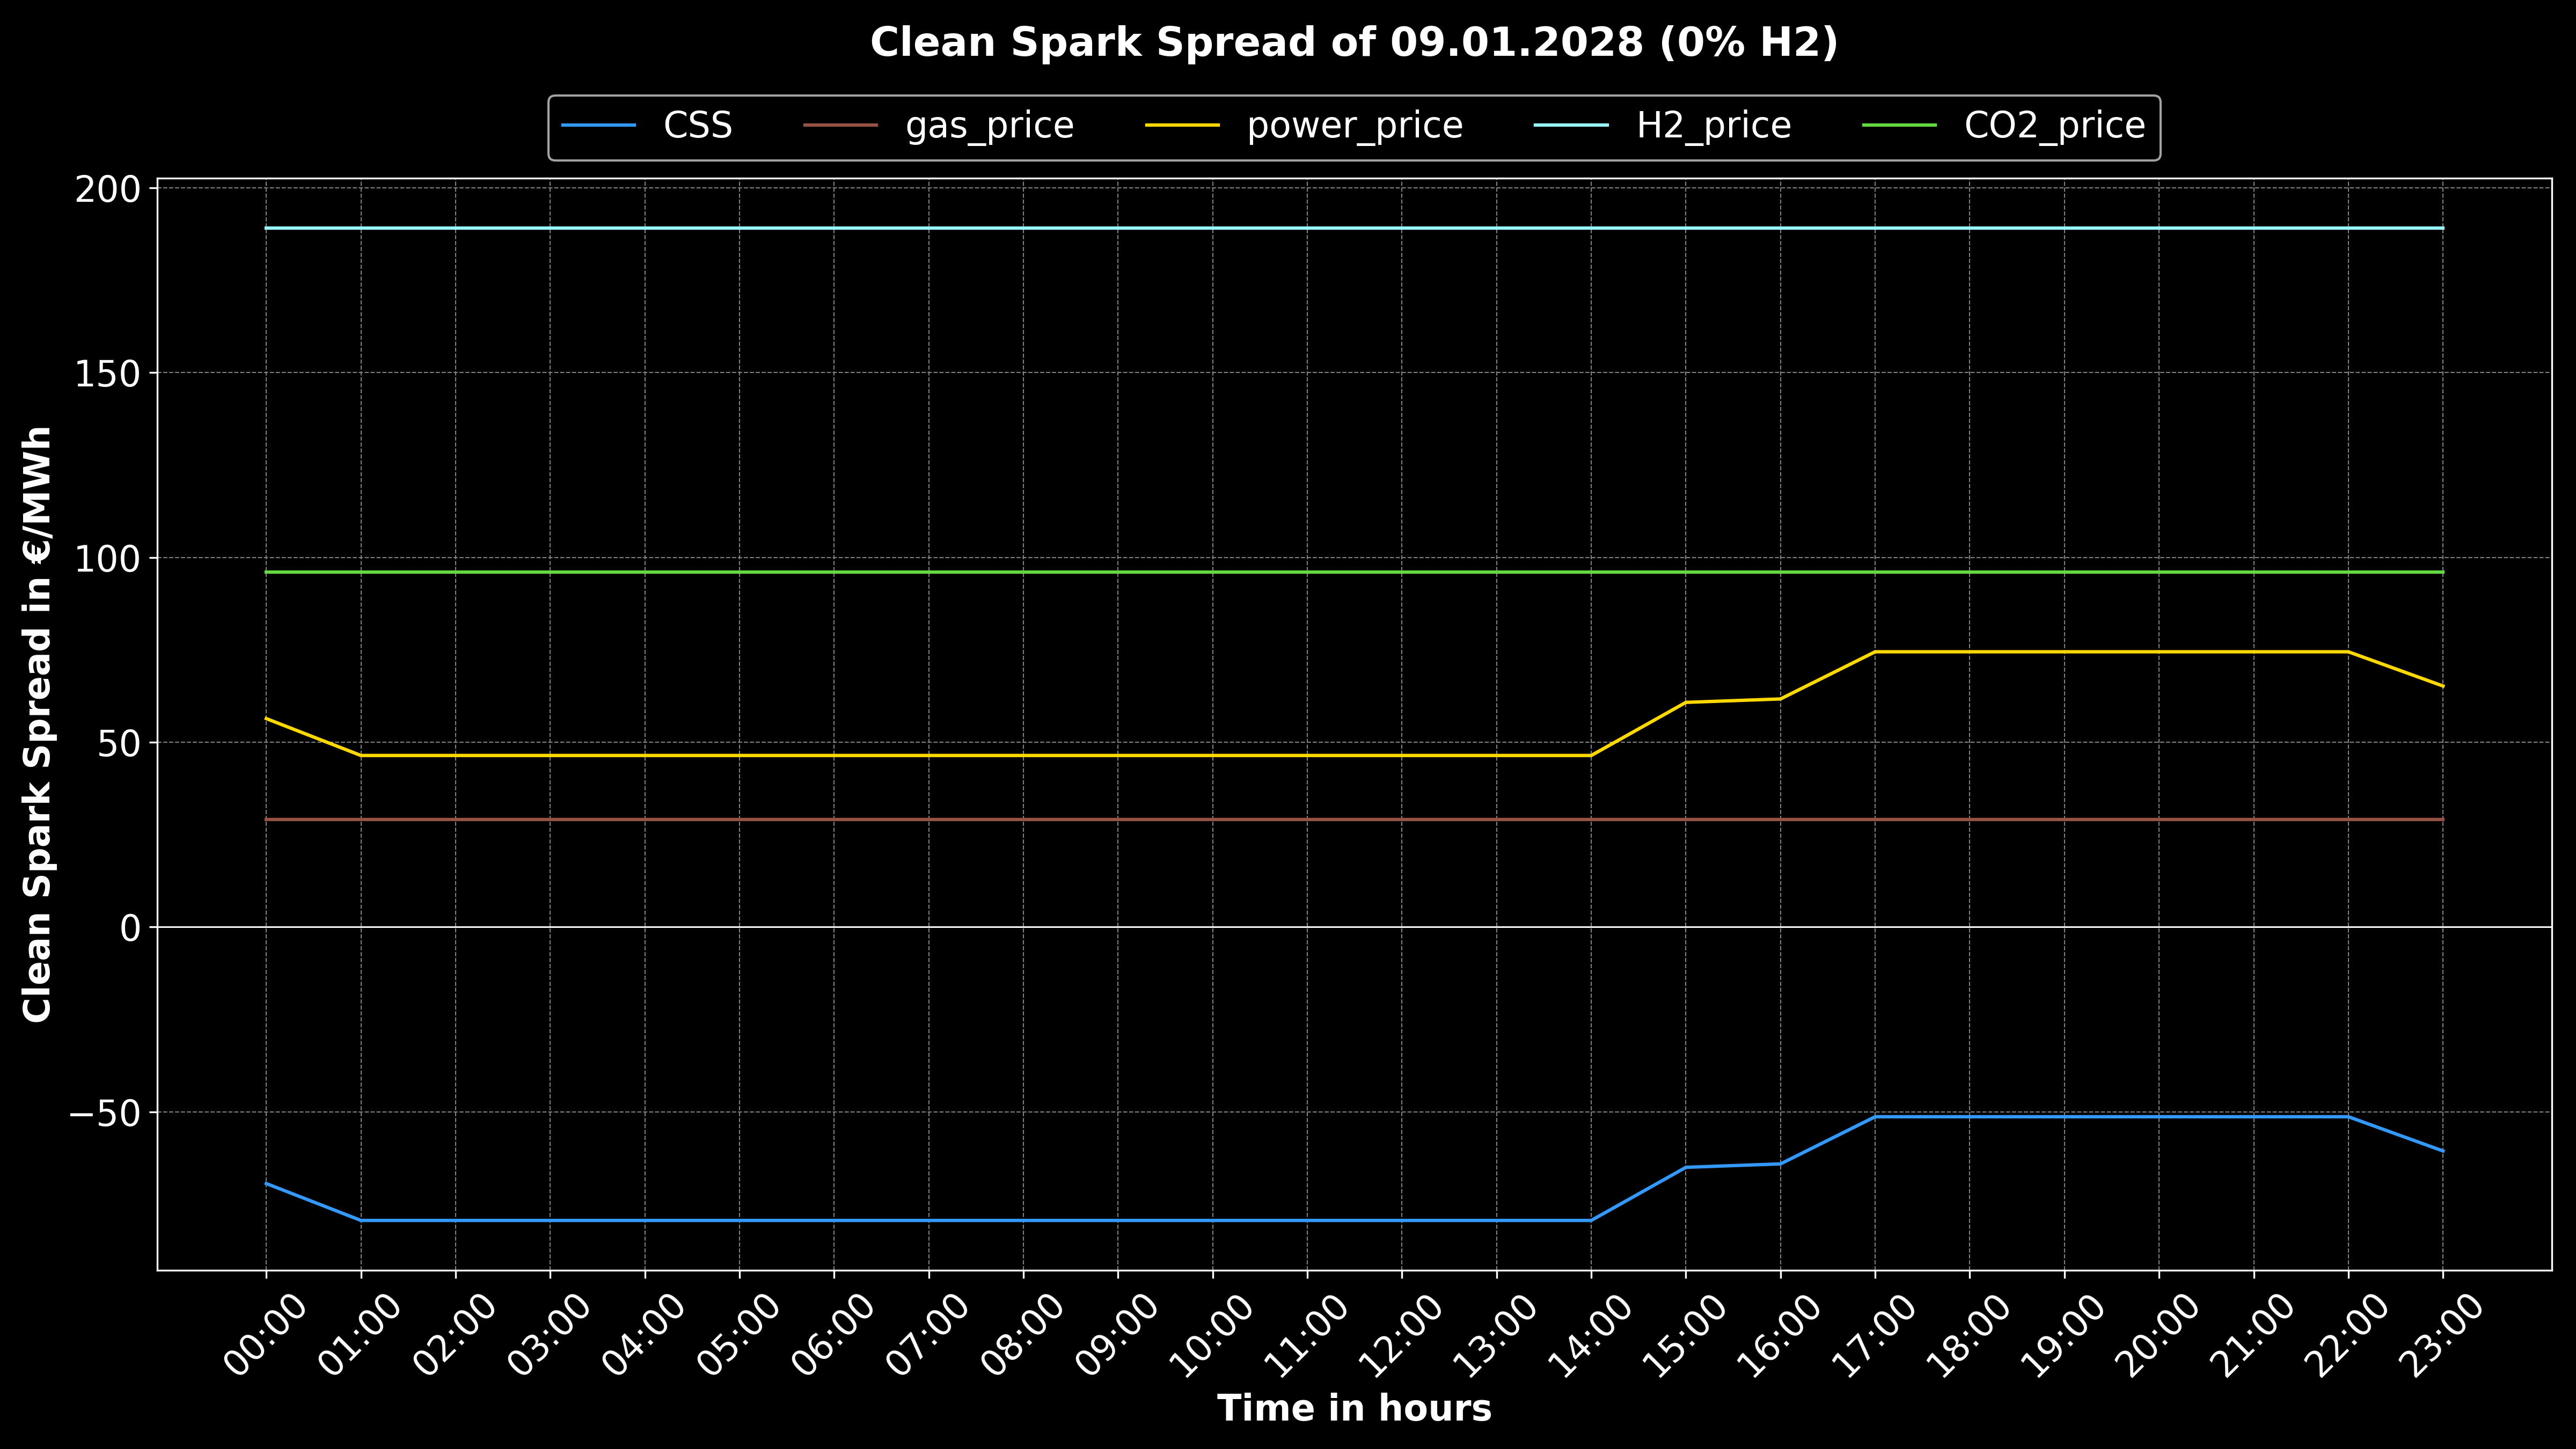 Clean Spark Spread of 09.01.2028 (0% H2)
CSS gas_price power_price H2_price CO2_price
Clean Spark Spread in €/MWh
200
150
100
50
0
−50
00:00 01:00 02:00 03:00 04:00 05:00 06:00 07:00 08:00 09:00 10:00 11:00 12:00 13:00 14:00 15:00 16:00 17:00 18:00 19:00 20:00 21:00 22:00 23:00
Time in hours